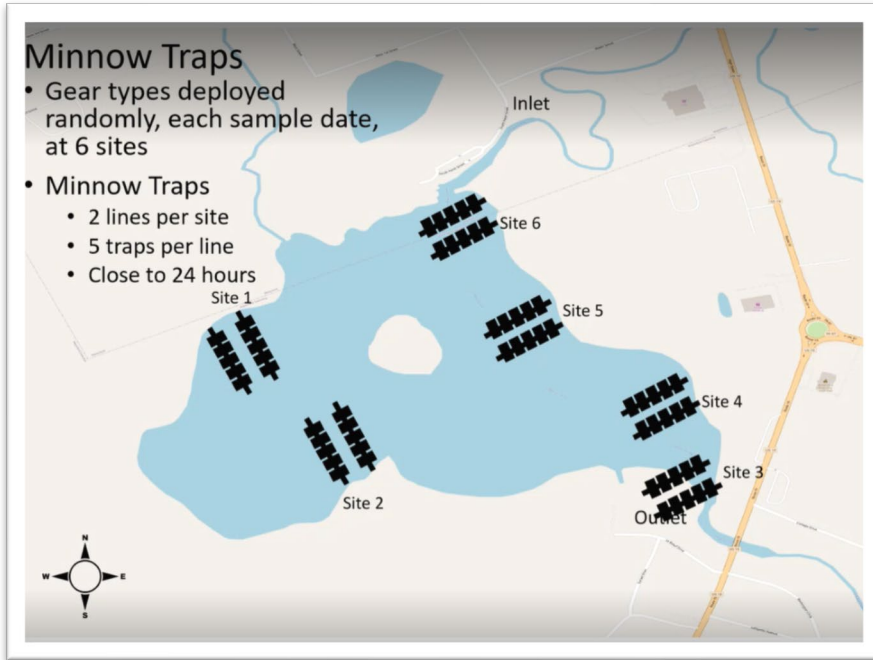 Minnow Traps
• Gear types deployed
randomly, each sample date,
at 6 sites
• Minnow Traps
• 2 lines per site
• 5 traps per line
• Close to 24 hours
Inlet
Site 6
Site 1
Site 5
Site 4
Site 3
Site 2
Outlet
N
W E
S